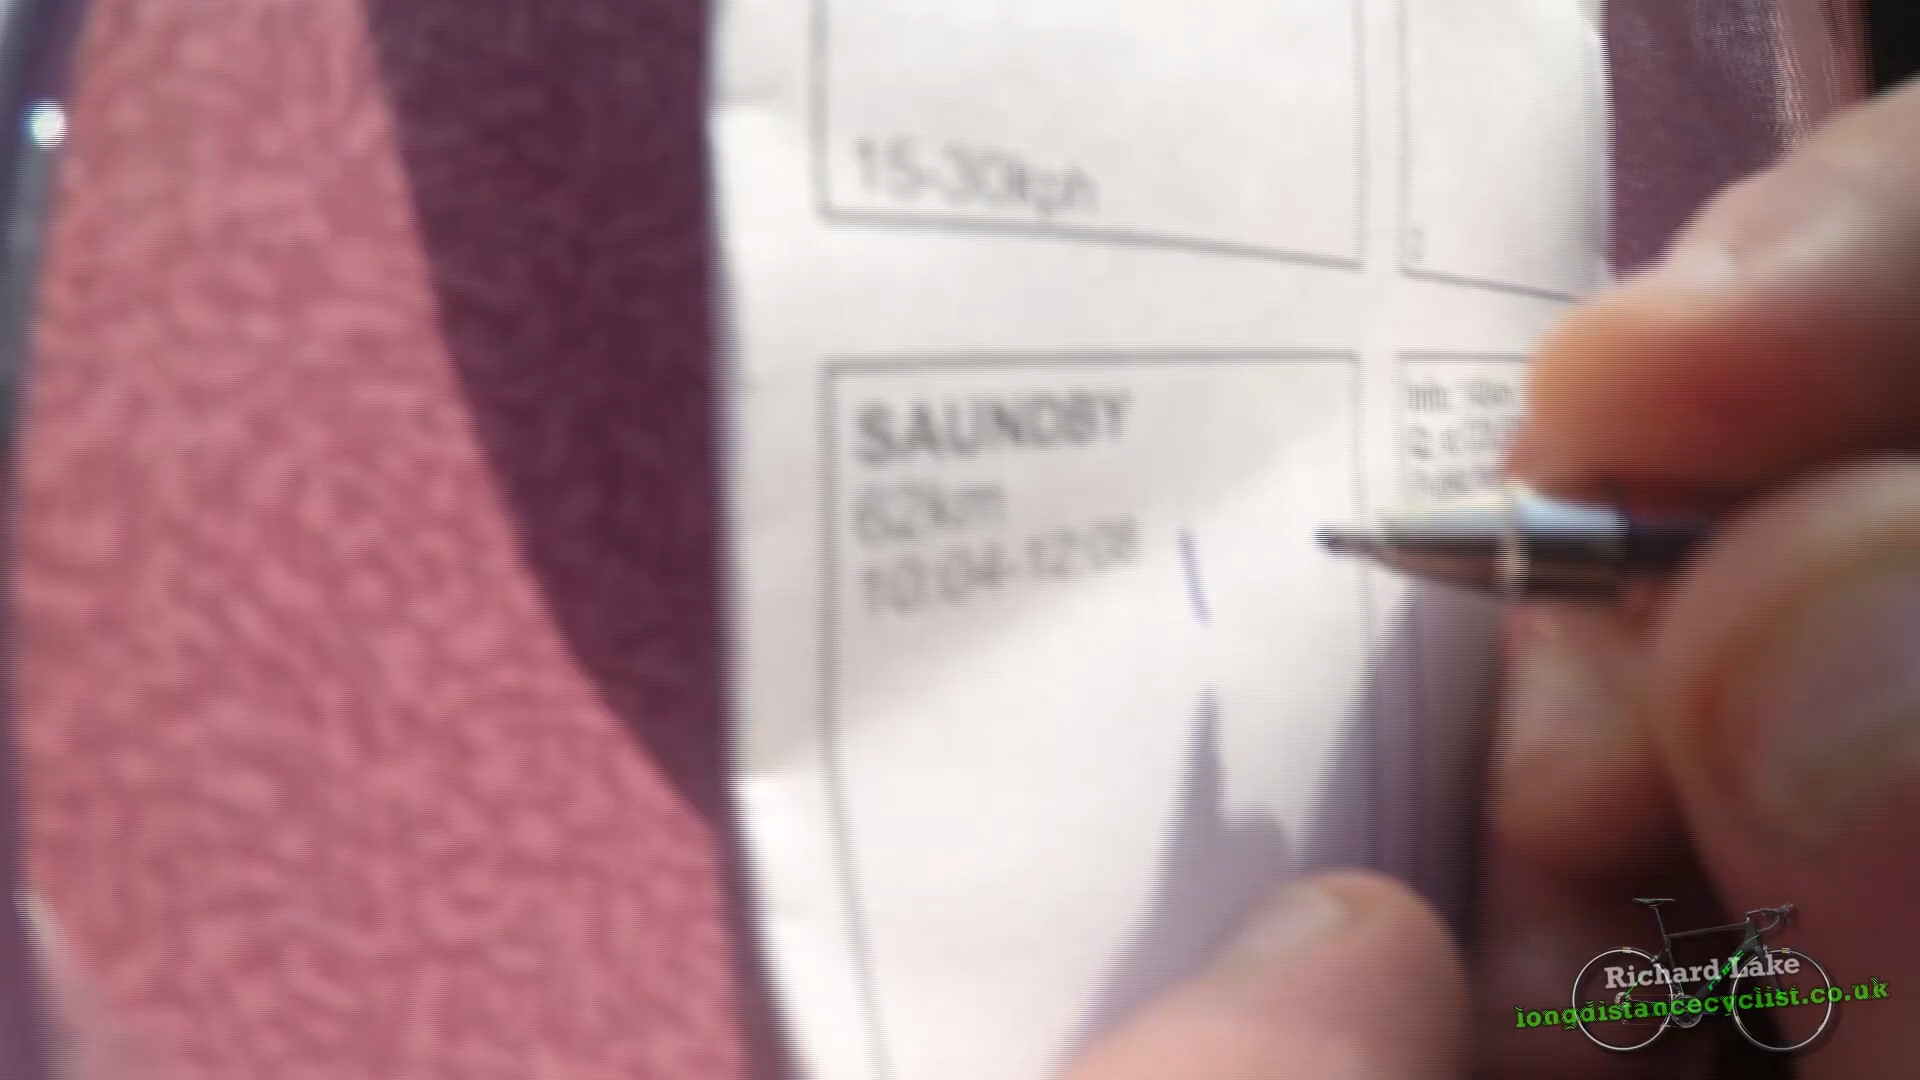 15-30kph
SAUNDBY
62km
10:04-12:08
Richard Lake
longdistancecyclist.co.uk